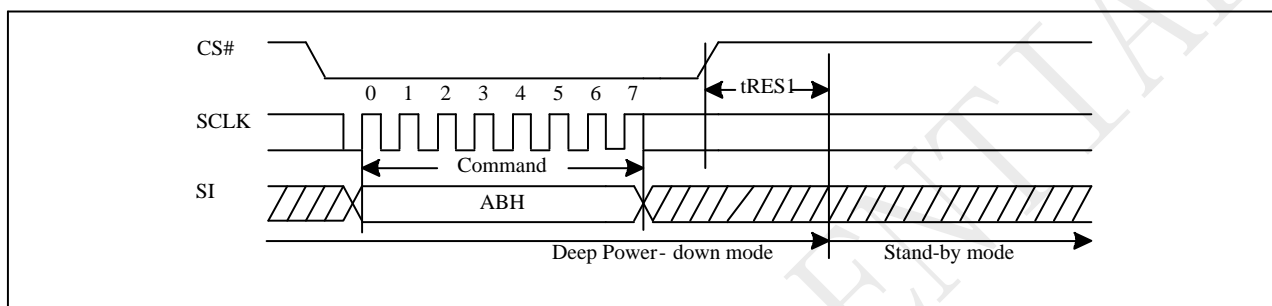 CS#
tRES1
0 1 2 3 4 5 6 7
SCLK
Command
SI
ABH
Deep Power- down mode Stand-by mode
ENTIA